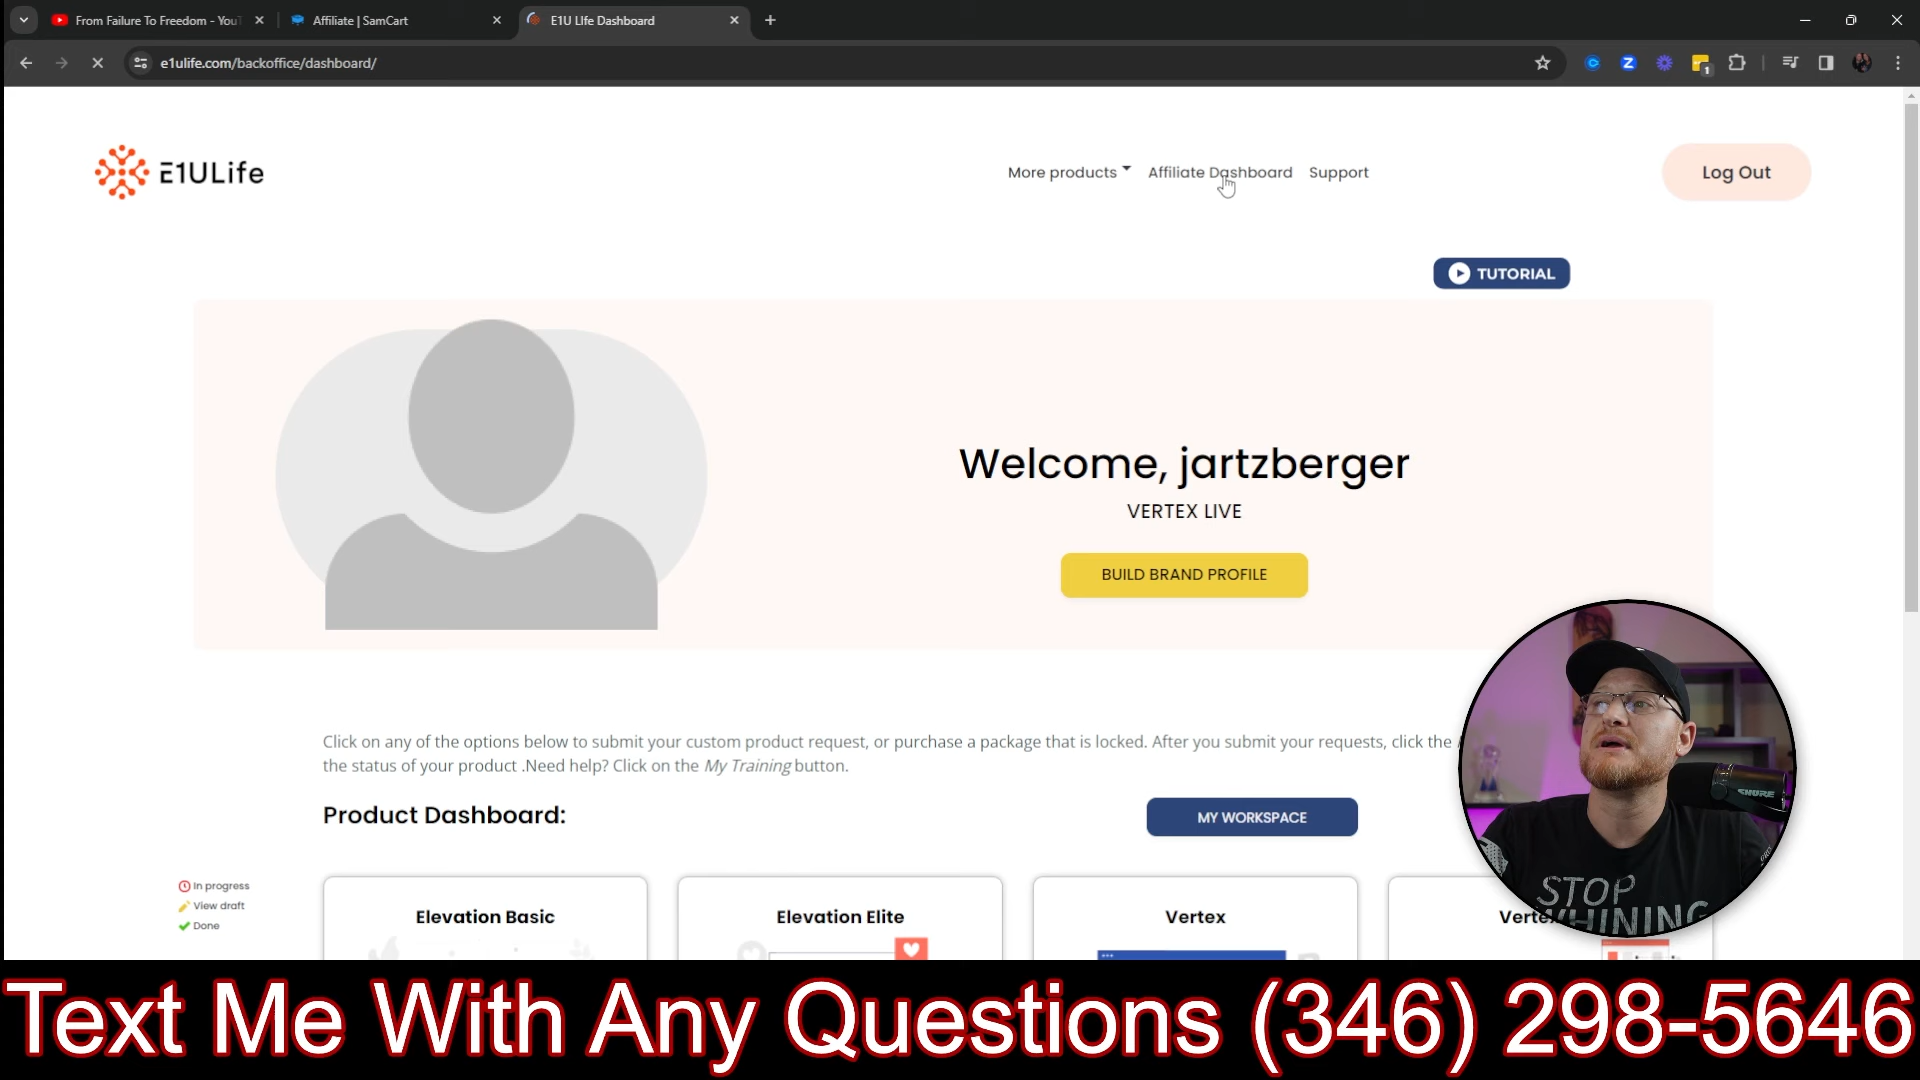 From Failure To Freedom - You
Affiliate | SamCart
E1U LIfe Dashboard
e1ulife.com/backoffice/dashboard/
1
E1ULife
More products
Affiliate Dashboard
Support
Log Out
TUTORIAL
Welcome, jartzberger
VERTEX LIVE
BUILD BRAND PROFILE
Click on any of the options below to submit your custom product request, or purchase a package that is locked. After you submit your requests, click the
the status of your product .Need help? Click on the My Training button.
Product Dashboard:
MY WORKSPACE
In progress
View draft
Done
Elevation Basic
Elevation Elite
Vertex
SHURE
STOP
WHINING
Text Me With Any Questions (346) 298-5646